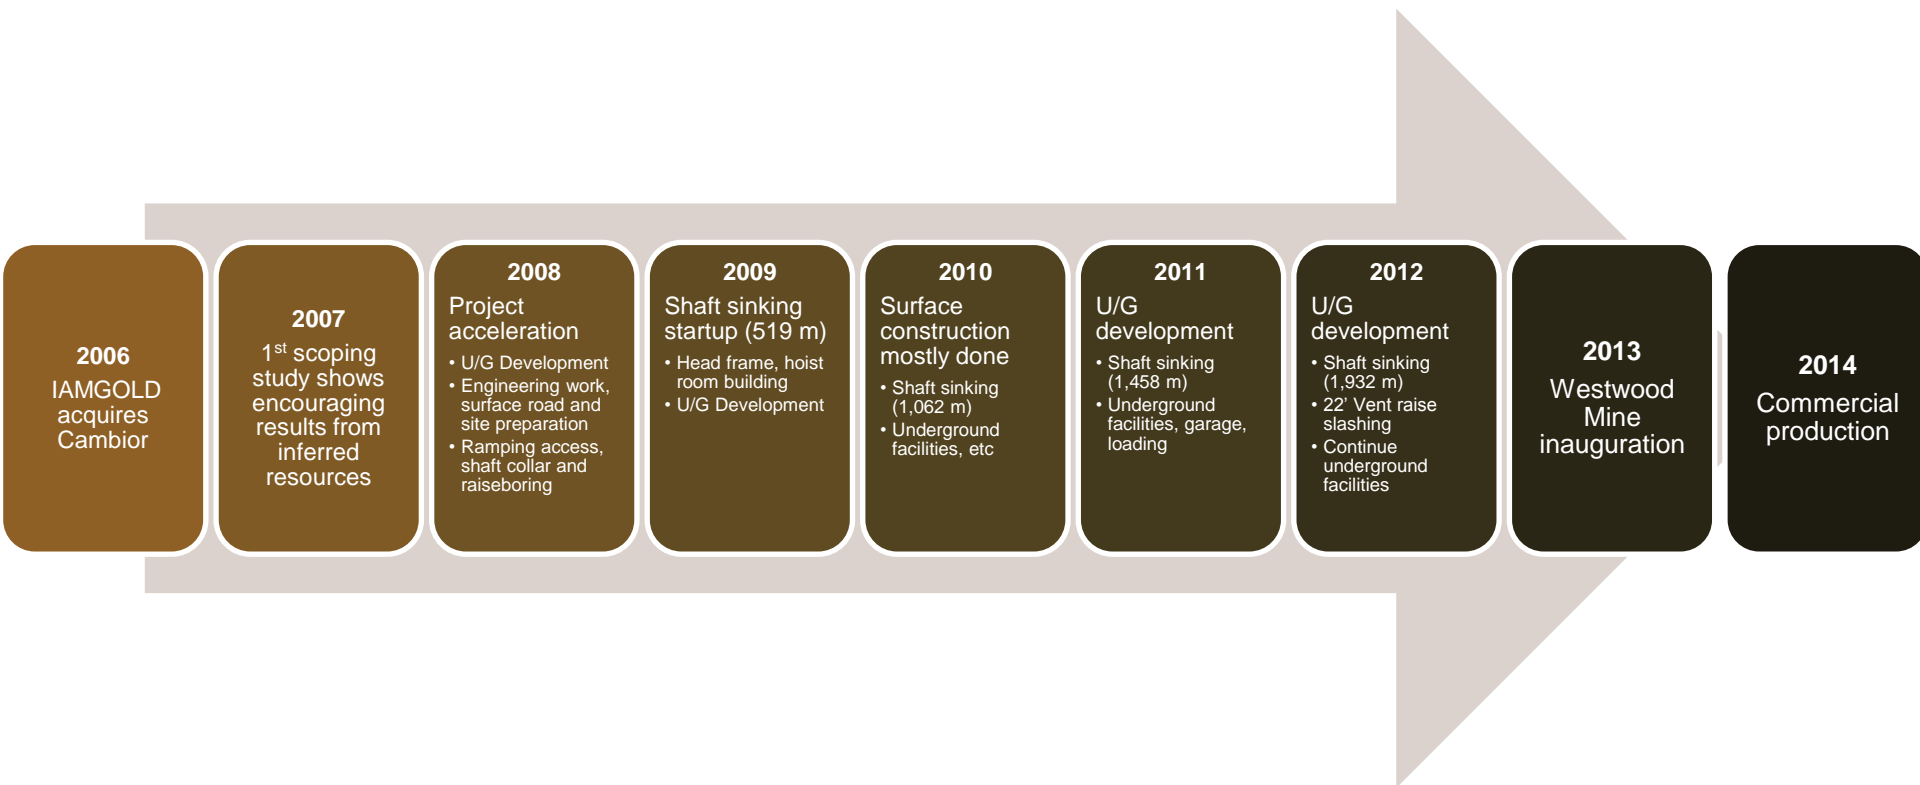 2006
IAMGOLD
acquires
Cambior
2007
1st scoping
study shows
encouraging
results from
inferred
resources
2008
Project
acceleration
• U/G Development
• Engineering work,
surface road and
site preparation
• Ramping access,
shaft collar and
raiseboring
2009
Shaft sinking
startup (519 m)
• Head frame, hoist
room building
• U/G Development
2010
Surface
construction
mostly done
• Shaft sinking
(1,062 m)
• Underground
facilities, etc
2011
U/G
development
• Shaft sinking
(1,458 m)
• Underground
facilities, garage,
loading
2012
U/G
development
• Shaft sinking
(1,932 m)
• 22’ Vent raise
slashing
• Continue
underground
facilities
2013
Westwood
Mine
inauguration
2014
Commercial
production